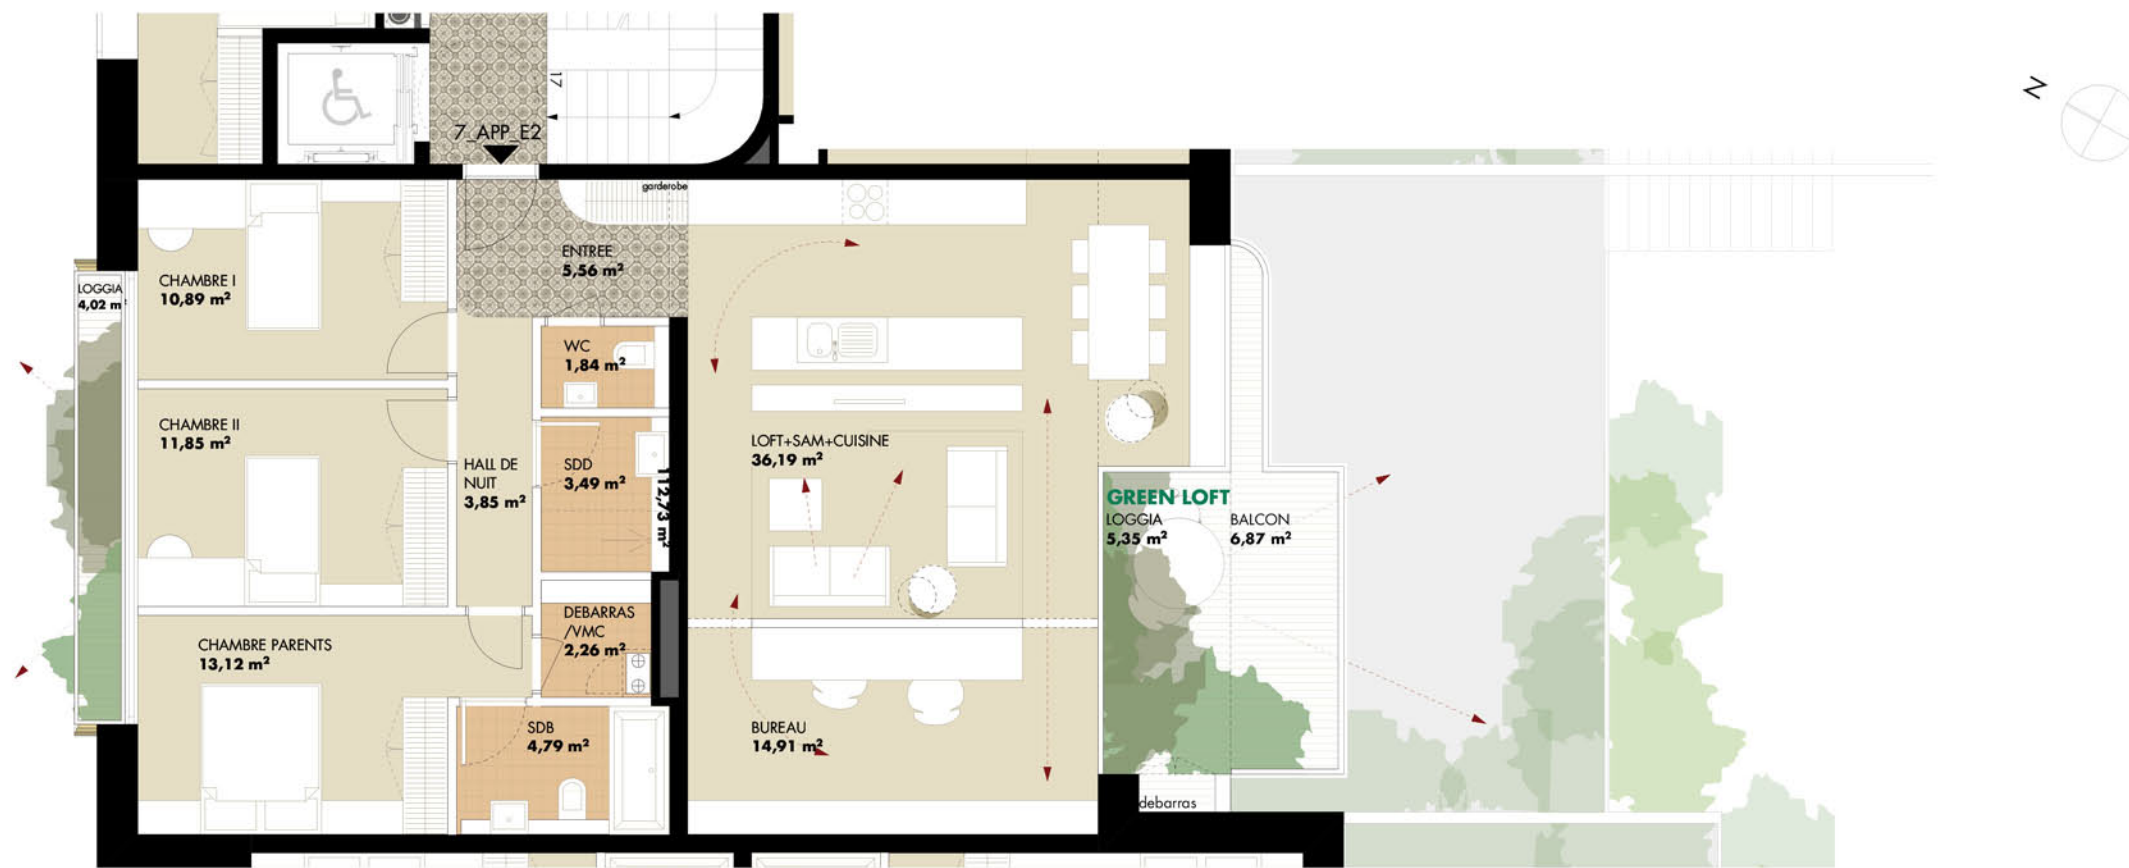 17
7_APP_E2
N
garderobe
ENTREE
5,56 m²
CHAMBRE I
10,89 m²
LOGGIA
4,02 m²
WC
1,84 m²
CHAMBRE II
11,85 m²
HALL DE
NUIT
3,85 m²
SDD
3,49 m²
112,73 m²
LOFT+SAM+CUISINE
36,19 m²
GREEN LOFT
LOGGIA
5,35 m²
BALCON
6,87 m²
DEBARRAS
/VMC
2,26 m²
CHAMBRE PARENTS
13,12 m²
SDB
4,79 m²
BUREAU
14,91 m²
debarras